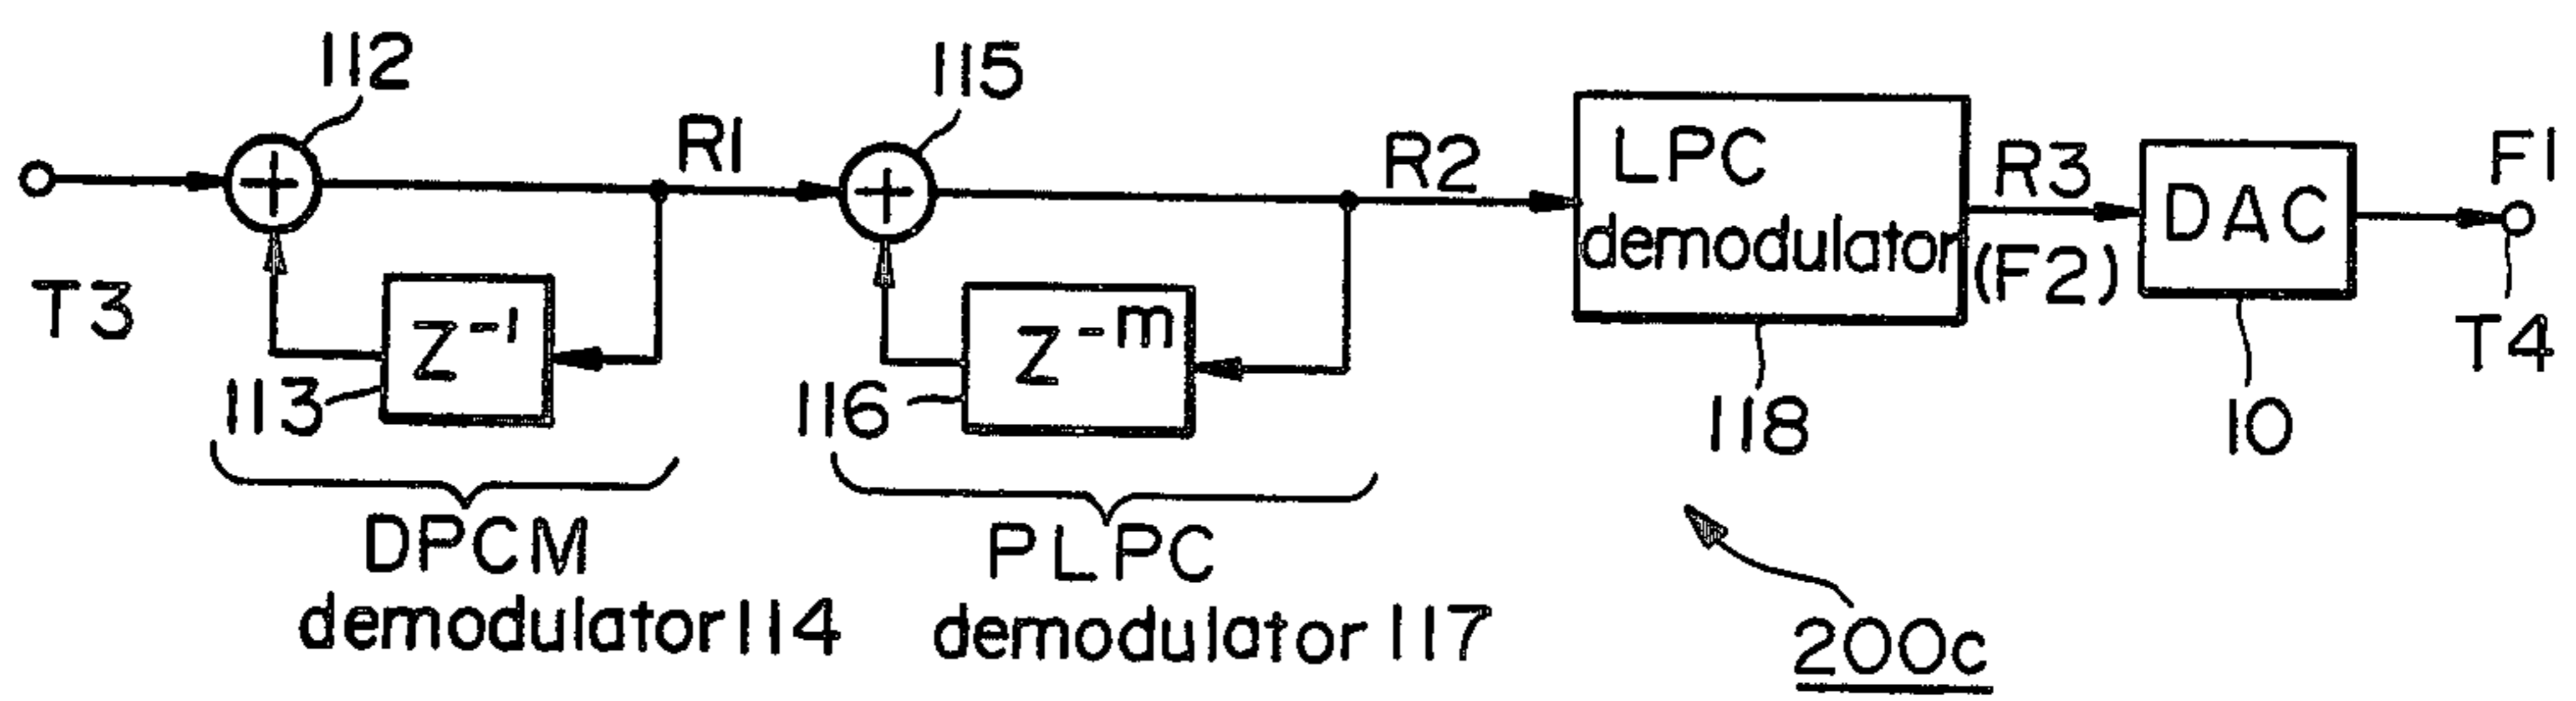 112
115
R1
R2
LPC
demodulator
R3
(F2)
DAC
F1
T3
Z⁻¹
Z⁻ᵐ
T4
113
116
118
10
DPCM
demodulator 114
PLPC
demodulator 117
200c